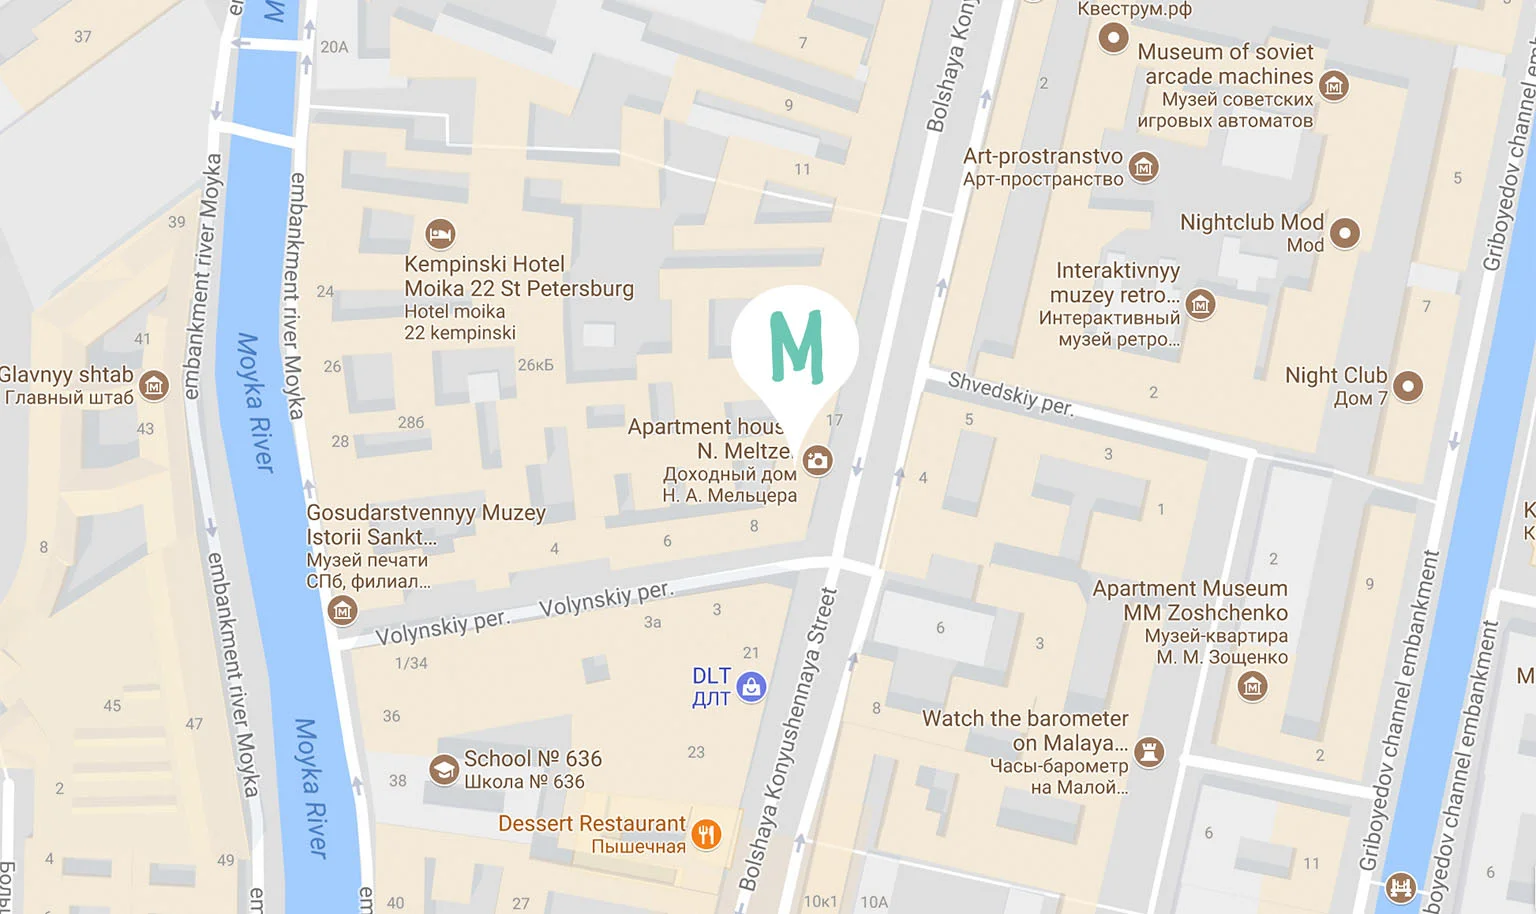 37
20А
7
9
11
Bolshaya Kony
2
Квеструм.рф
Museum of soviet
arcade machines
Музей советских
игровых автоматов
Art-prostranstvo
Арт-пространство
5
Nightclub Mod
Mod
Interaktivnyy
muzey retro...
Интерактивный
музей ретро...
7
Night Club
Дом 7
Griboyedov channel emb
39
embankment river Moyka
embankment river Moyka
24
Kempinski Hotel
Moika 22 St Petersburg
Hotel moika
22 kempinski
M
41
Glavnyy shtab
Главный штаб
43
Moyka River
26
26кБ
28б
28
Apartment hous
N. Meltze
Доходный дом
Н. А. Мельцера
17
Shvedskiy per.
2
5
4
3
1
8
Gosudarstvennyy Muzey
Istorii Sankt...
Музей печати
СПб, филиал...
4
6
8
Volynskiy per.
Volynskiy per.
embankment river Moyka
2
9
Apartment Museum
MM Zoshchenko
Музей-квартира
М. М. Зощенко
6
3
Bolshaya Konyushennaya Street
Griboyedov channel embankment
3
3а
1/34
21
DLT
ДЛТ
36
45
47
Moyka River
8
Watch the barometer
on Malaya...
Часы-барометр
на Малой...
2
School № 636
Школа № 636
38
23
2
Dessert Restaurant
Пышечная
4
49
40
27
10к1
10А
6
11
6
boyedov channel embankment